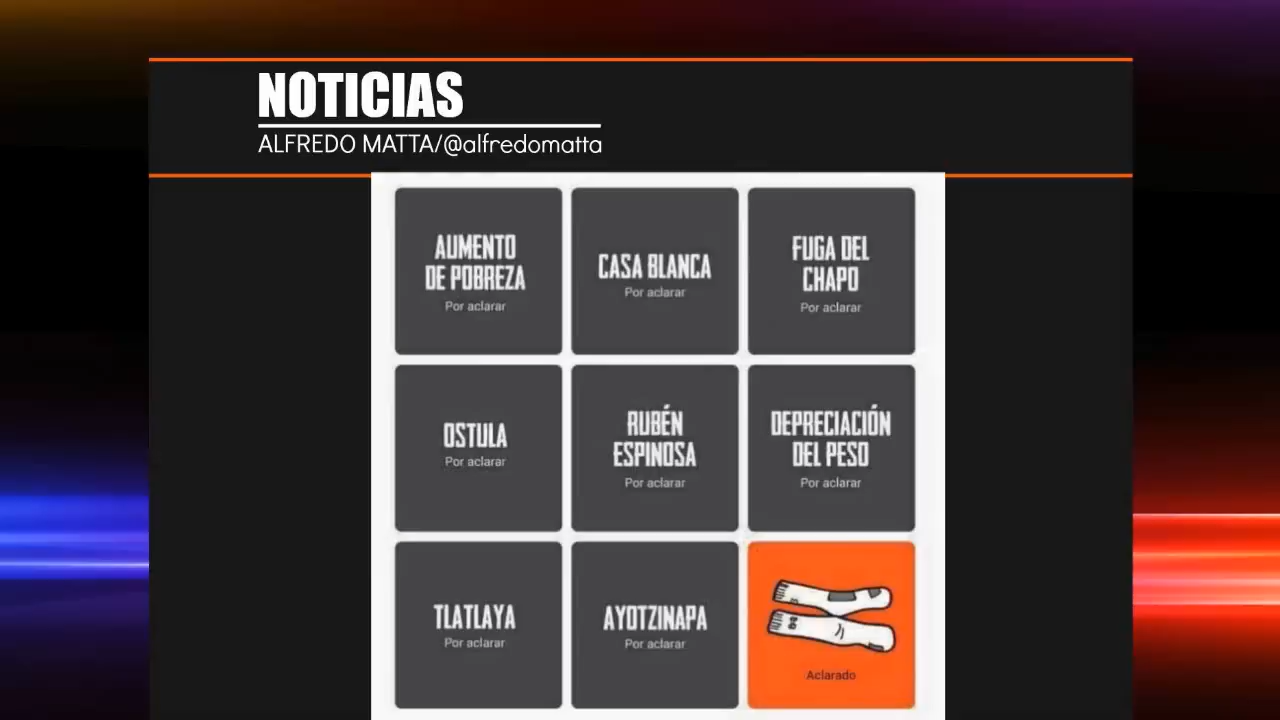 NOTICIAS
ALFREDO MATTA/@alfredomatta
AUMENTO
DE POBREZA
Por aclarar
CASA BLANCA
Por aclarar
FUGA DEL
CHAPO
Por aclarar
OSTULA
Por aclarar
RUBÉN
ESPINOSA
Por aclarar
DEPRECIACIÓN
DEL PESO
Por aclarar
TLATLAYA
Por aclarar
AYOTZINAPA
Por aclarar
Aclarado